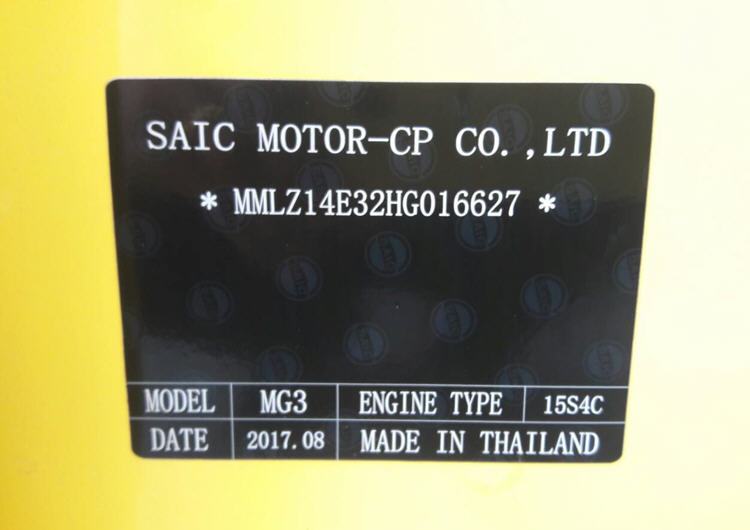 SAIC MOTOR-CP CO.,LTD
* MMLZ14E32HG016627 *
MODEL MG3 ENGINE TYPE 15S4C
DATE 2017.08 MADE IN THAILAND